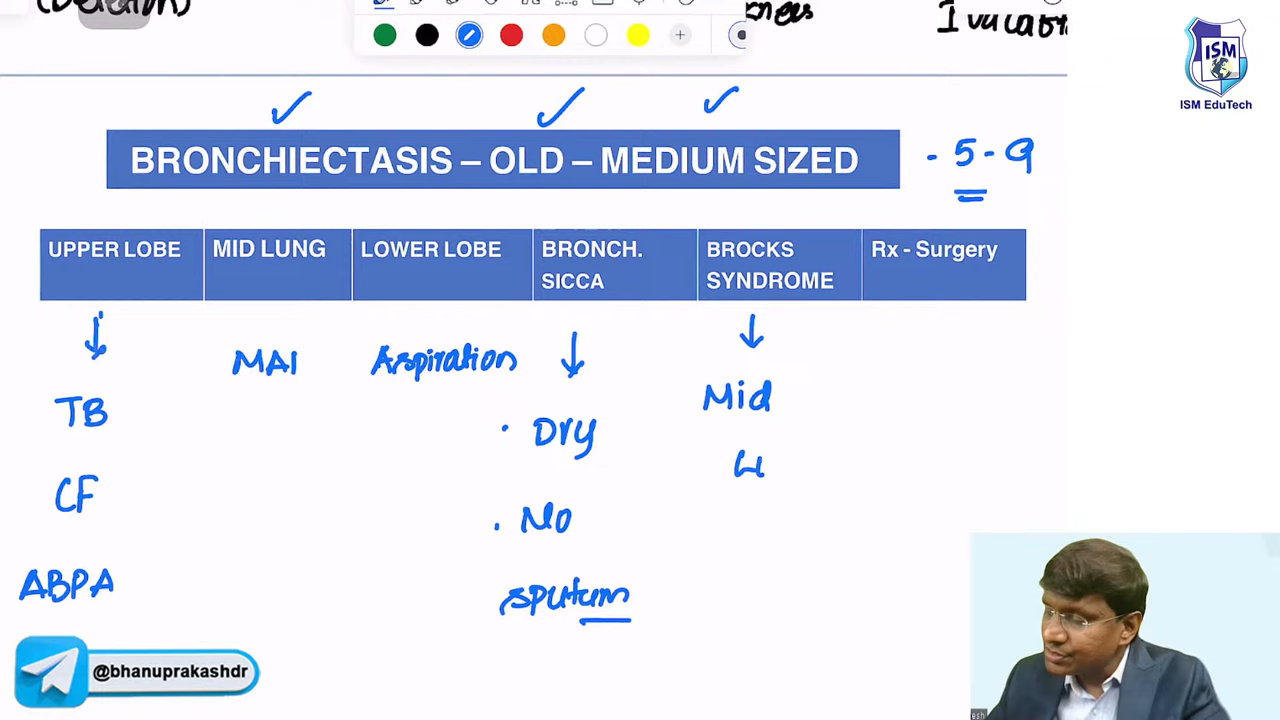 ISM
ISM EduTech
BRONCHIECTASIS – OLD – MEDIUM SIZED
- 5 - 9
UPPER LOBE
MID LUNG
LOWER LOBE
BRONCH.
SICCA
BROCKS
SYNDROME
Rx - Surgery
TB
CF
ABPA
MAI
Aspiration
. Dry
. No
sputum
Mid
@bhanuprakashdr